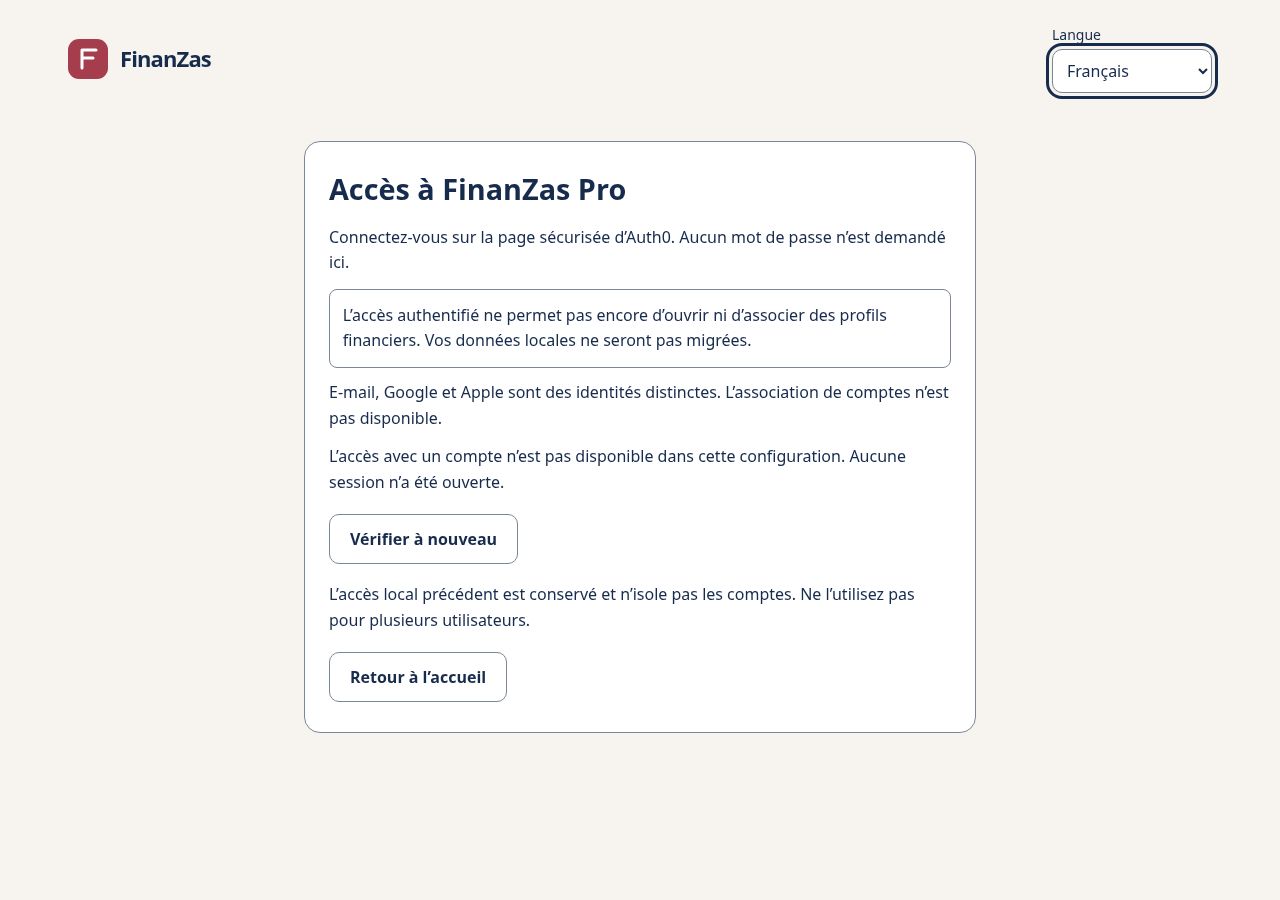 FinanZas
Langue
Français
Accès à FinanZas Pro
Connectez-vous sur la page sécurisée d’Auth0. Aucun mot de passe n’est demandé
ici.
L’accès authentifié ne permet pas encore d’ouvrir ni d’associer des profils
financiers. Vos données locales ne seront pas migrées.
E-mail, Google et Apple sont des identités distinctes. L’association de comptes n’est
pas disponible.
L’accès avec un compte n’est pas disponible dans cette configuration. Aucune
session n’a été ouverte.
Vérifier à nouveau
L’accès local précédent est conservé et n’isole pas les comptes. Ne l’utilisez pas
pour plusieurs utilisateurs.
Retour à l’accueil